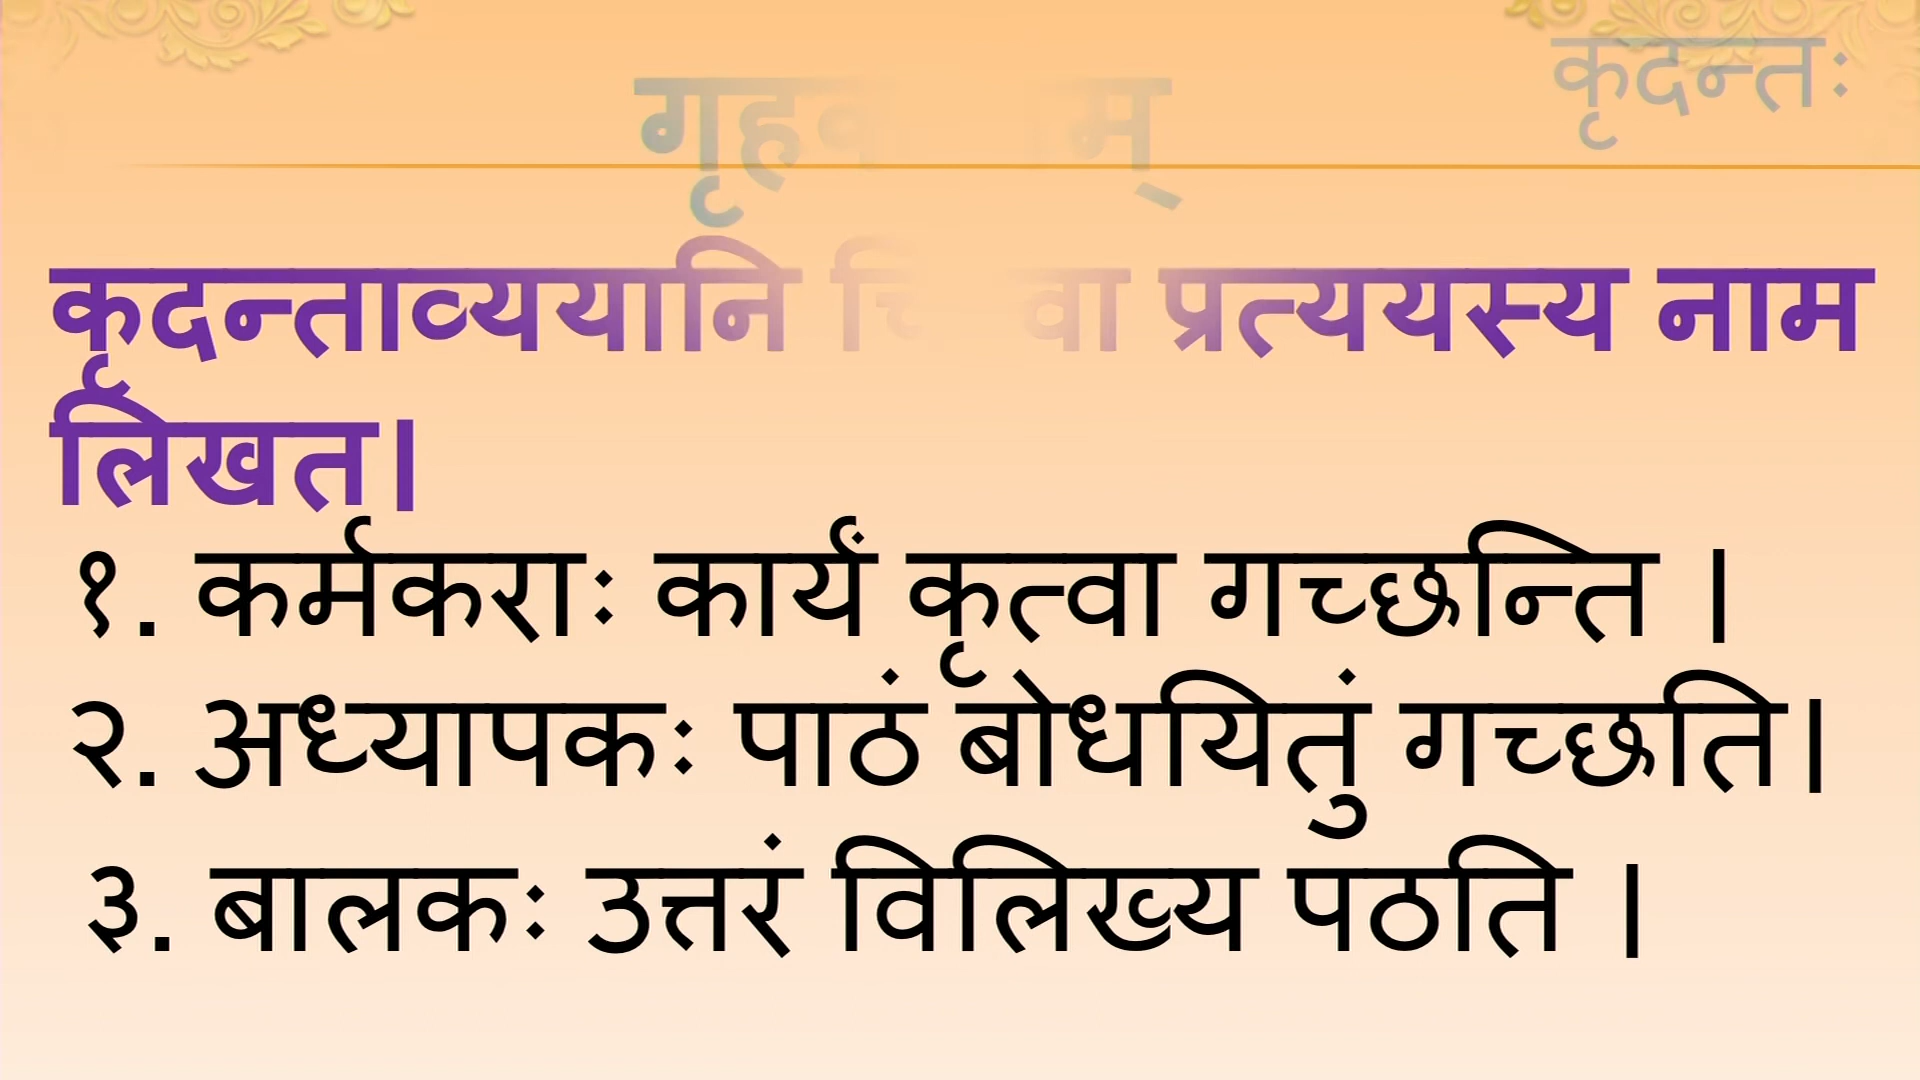 कृदन्तः
कृदन्ताव्ययानि प्रत्ययस्य नाम
लिखत।
१. कर्मकराः कार्यं कृत्वा गच्छन्ति ।
२. अध्यापकः पाठं बोधयितुं गच्छति।
३. बालकः उत्तरं विलिख्य पठति ।